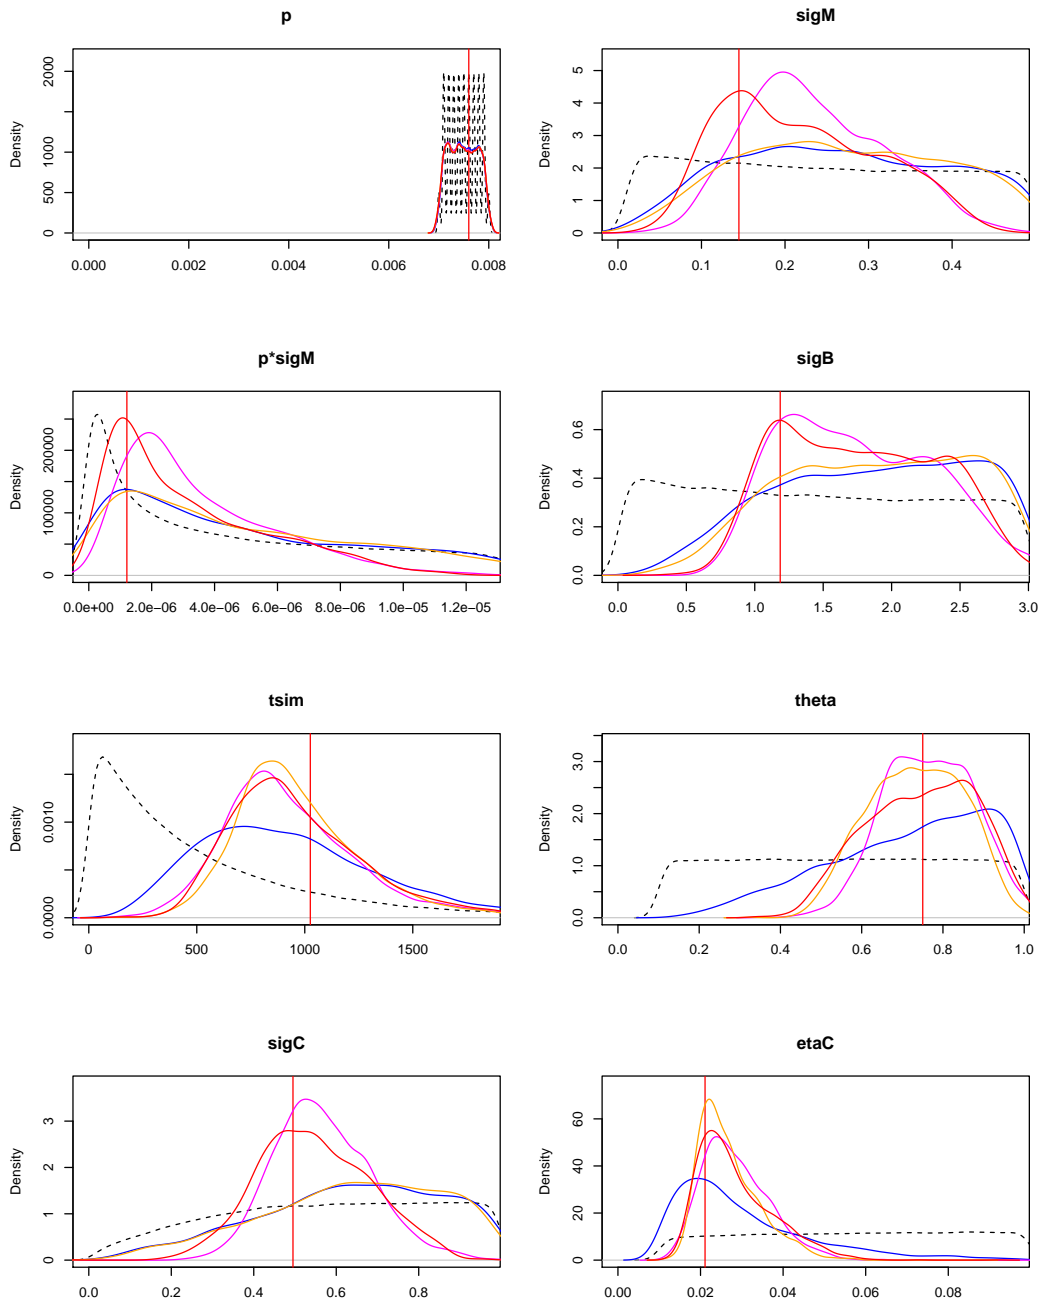 p
Density
0
500
1000
2000
0.000
0.002
0.004
0.006
0.008
sigM
Density
0
1
2
3
4
5
0.0
0.1
0.2
0.3
0.4
p*sigM
Density
0
100000
200000
0.0e+00
2.0e-06
4.0e-06
6.0e-06
8.0e-06
1.0e-05
1.2e-05
sigB
Density
0.0
0.2
0.4
0.6
0.0
0.5
1.0
1.5
2.0
2.5
3.0
tsim
Density
0.0000
0.0010
0
500
1000
1500
theta
Density
0.0
1.0
2.0
3.0
0.0
0.2
0.4
0.6
0.8
1.0
sigC
Density
0
1
2
3
0.0
0.2
0.4
0.6
0.8
etaC
Density
0
20
40
60
0.00
0.02
0.04
0.06
0.08